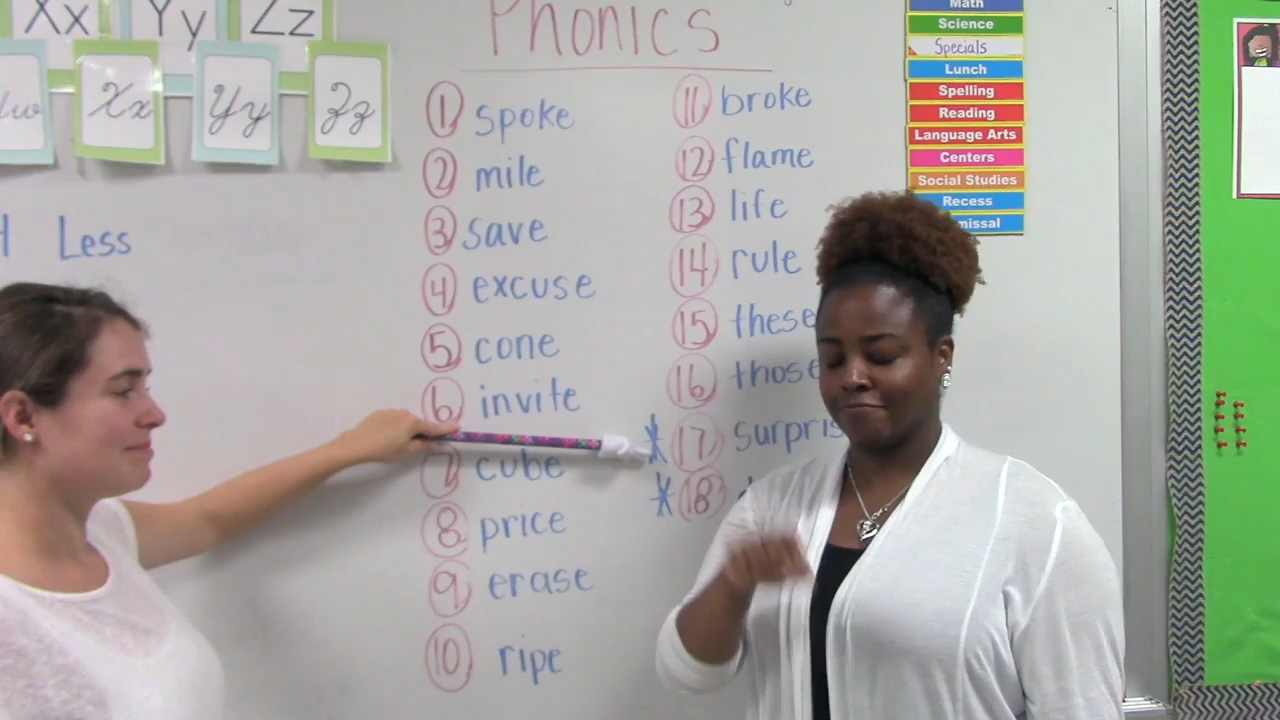 Xx Yy Zz
Xx Yy Zz
Less
Phonics
1 spoke
2 mile
3 save
4 excuse
5 cone
6 invite
7 cube
8 price
9 erase
10 ripe
11 broke
12 flame
13 life
14 rule
15 these
16 those
* 17 surpris
* 18
Math
Science
Specials
Lunch
Spelling
Reading
Language Arts
Centers
Social Studies
Recess
missal